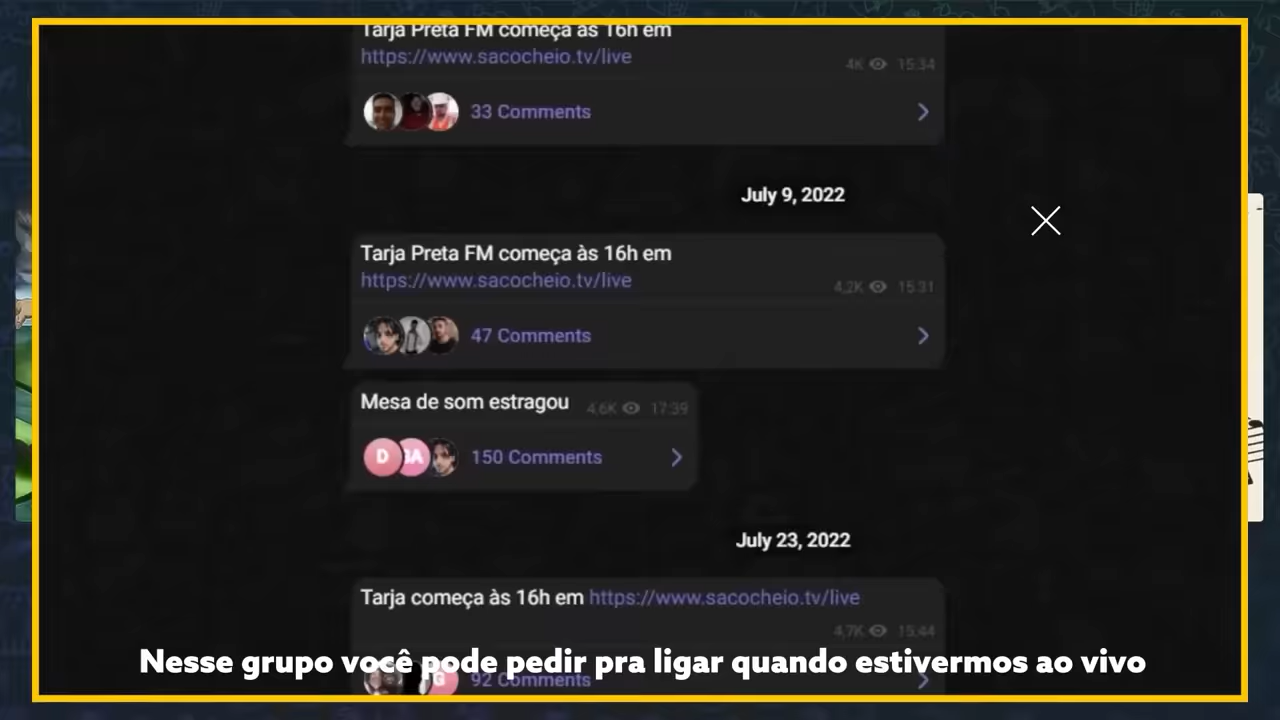 Tarja Preta FM começa às 16h em
https://www.sacocheio.tv/live
4K 15:34
33 Comments
July 9, 2022
Tarja Preta FM começa às 16h em
https://www.sacocheio.tv/live
4,2K 15:31
47 Comments
Mesa de som estragou 4,6K 17:39
D
150 Comments
July 23, 2022
Tarja começa às 16h em https://www.sacocheio.tv/live
4,7K 15:44
Nesse grupo você pode pedir pra ligar quando estivermos ao vivo
G
92 Comments